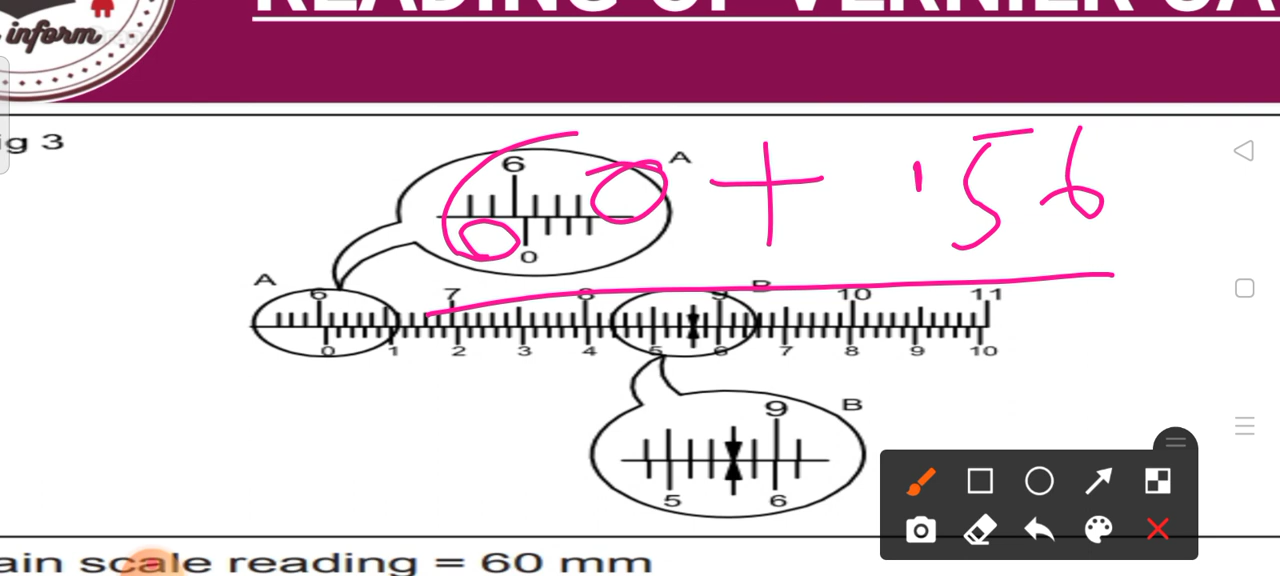 inform
READING OF VERNIER CA
ig 3
6
A
0
60 + .56
A
6 7 8 9 B 10 11
0 1 2 3 4 5 6 7 8 9 10
9
B
5 6
ain scale reading = 60 mm